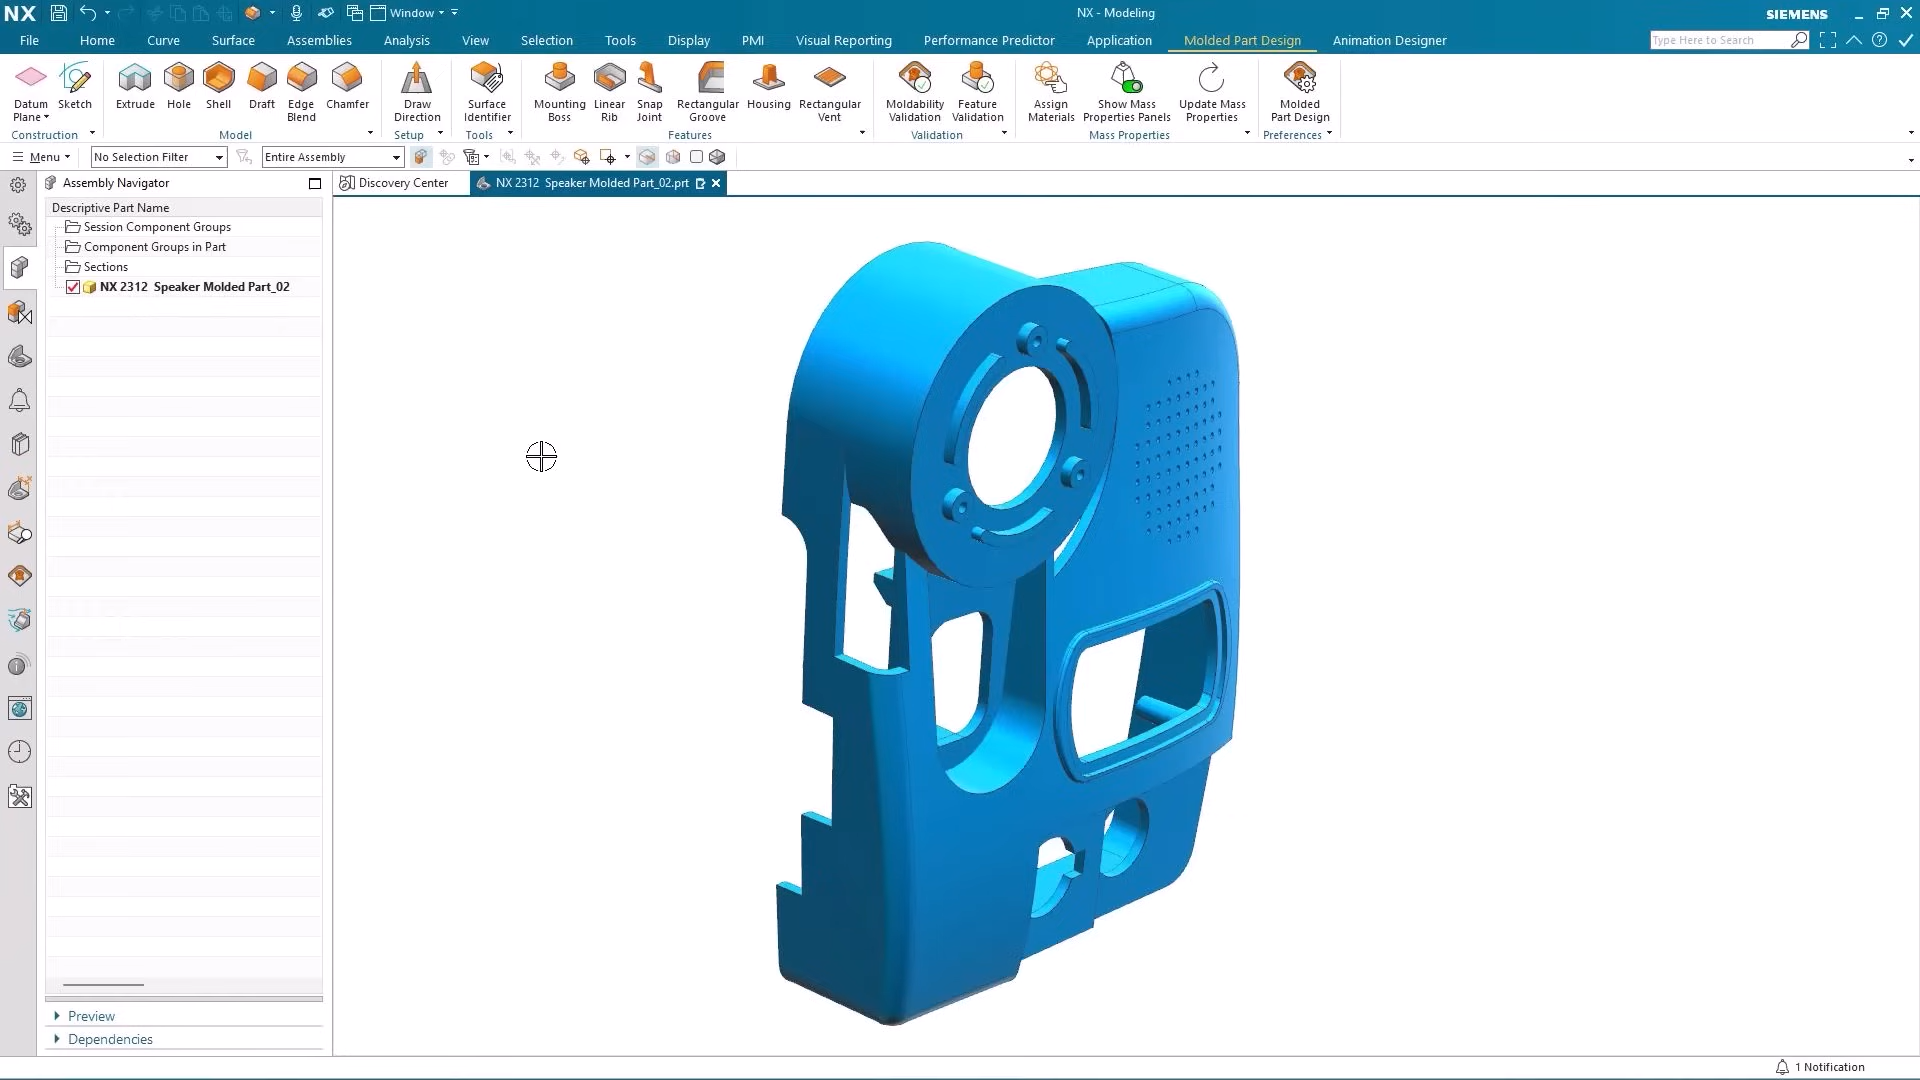 NX
Window
NX - Modeling
SIEMENS
File Home Curve Surface Assemblies Analysis View Selection Tools Display PMI Visual Reporting Performance Predictor Application Molded Part Design Animation Designer
Type Here to Search
Datum Plane
Sketch
Extrude
Hole
Shell
Draft
Edge Blend
Chamfer
Draw Direction
Surface Identifier
Mounting Boss
Linear Rib
Snap Joint
Rectangular Groove
Housing
Rectangular Vent
Moldability Validation
Feature Validation
Assign Materials
Show Mass Properties Panels
Update Mass Properties
Molded Part Design
Construction Model Setup Tools Features Validation Mass Properties Preferences
Menu
No Selection Filter
Entire Assembly
Assembly Navigator
Discovery Center
NX 2312 Speaker Molded Part_02.prt
Descriptive Part Name
Session Component Groups
Component Groups in Part
Sections
NX 2312 Speaker Molded Part_02
Preview
Dependencies
1 Notification